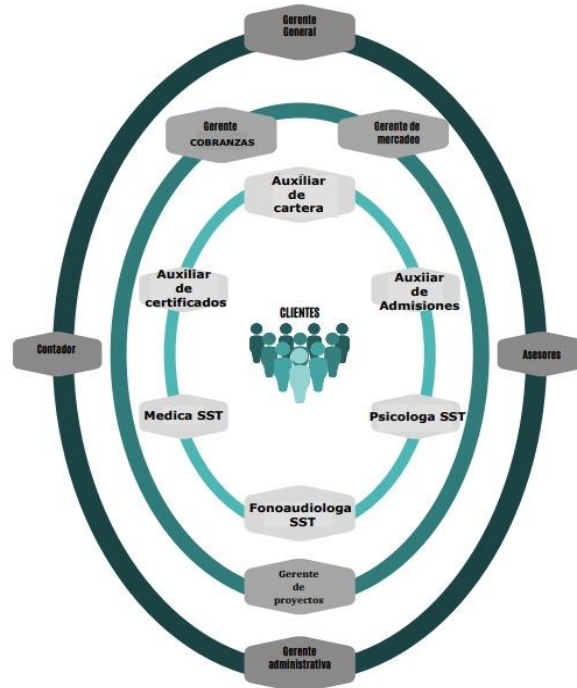 Gerente
General
Gerente
COBRANZAS
Gerente de
mercadeo
Auxiliar
de
cartera
Auxiliar
de
certificados
Auxiliar
de
Admisiones
CLIENTES
Contador
Asesores
Medica SST
Psicologa SST
Fonoaudiologa
SST
Gerente
de
proyectos
Gerente
administrativa